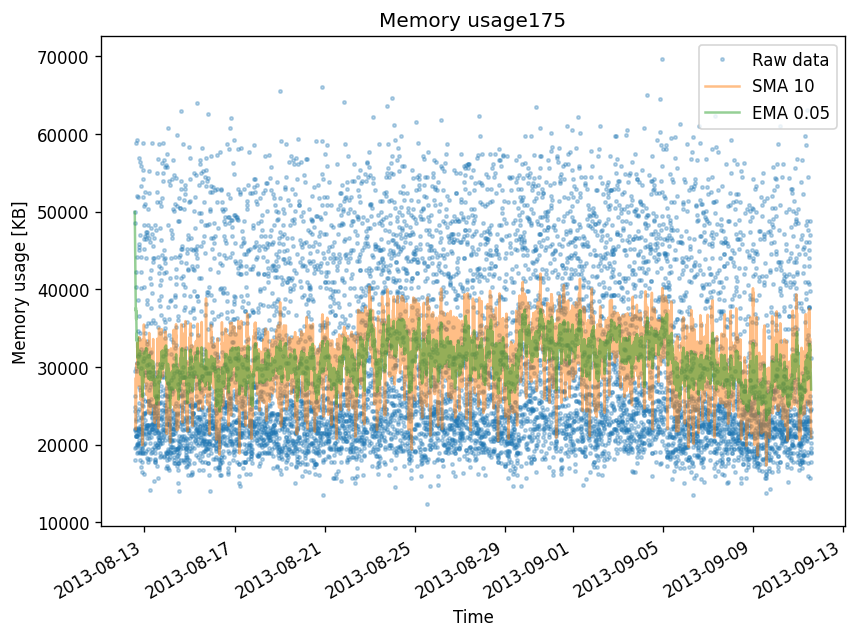 Memory usage175
70000
60000
50000
40000
30000
20000
10000
Memory usage [KB]
Raw data
SMA 10
EMA 0.05
2013-08-13
2013-08-17
2013-08-21
2013-08-25
2013-08-29
2013-09-01
2013-09-05
2013-09-09
2013-09-13
Time